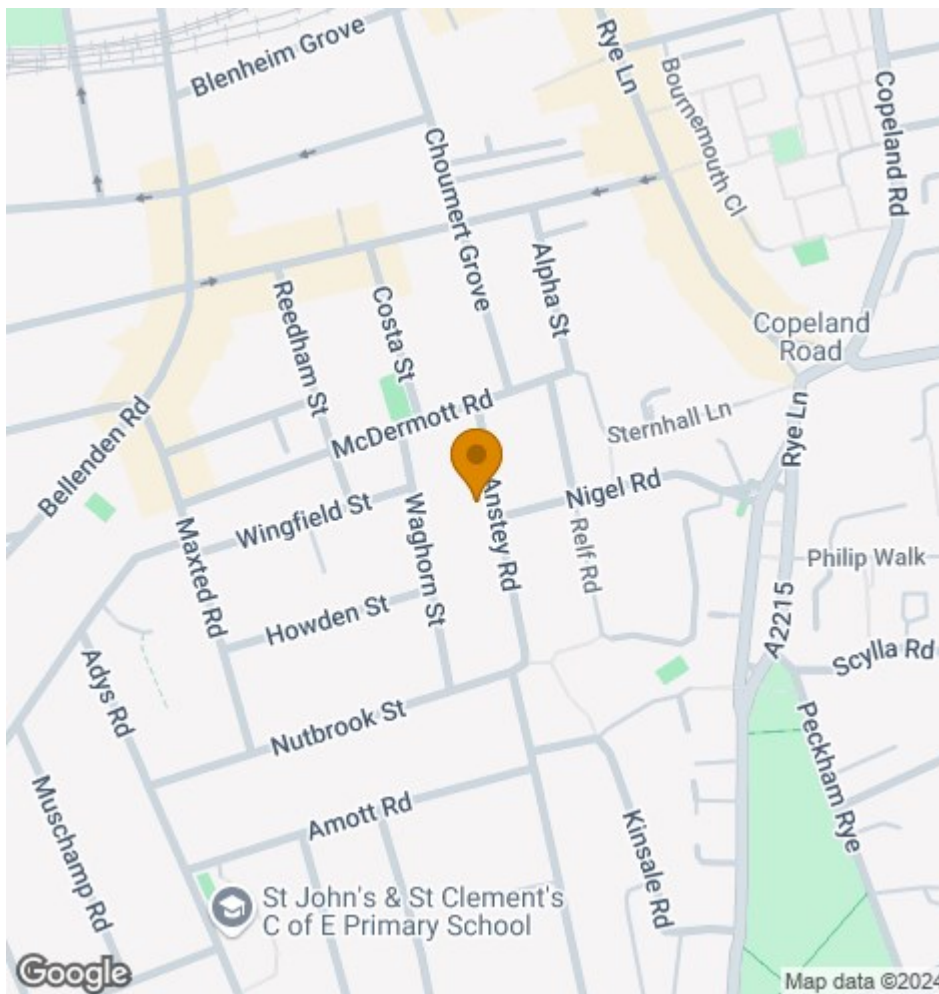 Blenheim Grove
Rye Ln
Bournemouth Cl
Copeland Rd
Choumert Grove
Alpha St
Reedham St
Costa St
Copeland
Road
McDermott Rd
Sternhall Ln
Rye Ln
Bellenden Rd
Wingfield St
Nigel Rd
Anstey Rd
Maxted Rd
Waghorn St
Relf Rd
Philip Walk
Howden St
A2215
Scylla Rd
Adys Rd
Nutbrook St
Peckham Rye
Muschamp Rd
Amott Rd
Kinsale Rd
St John's & St Clement's
C of E Primary School
Google
Map data ©2024